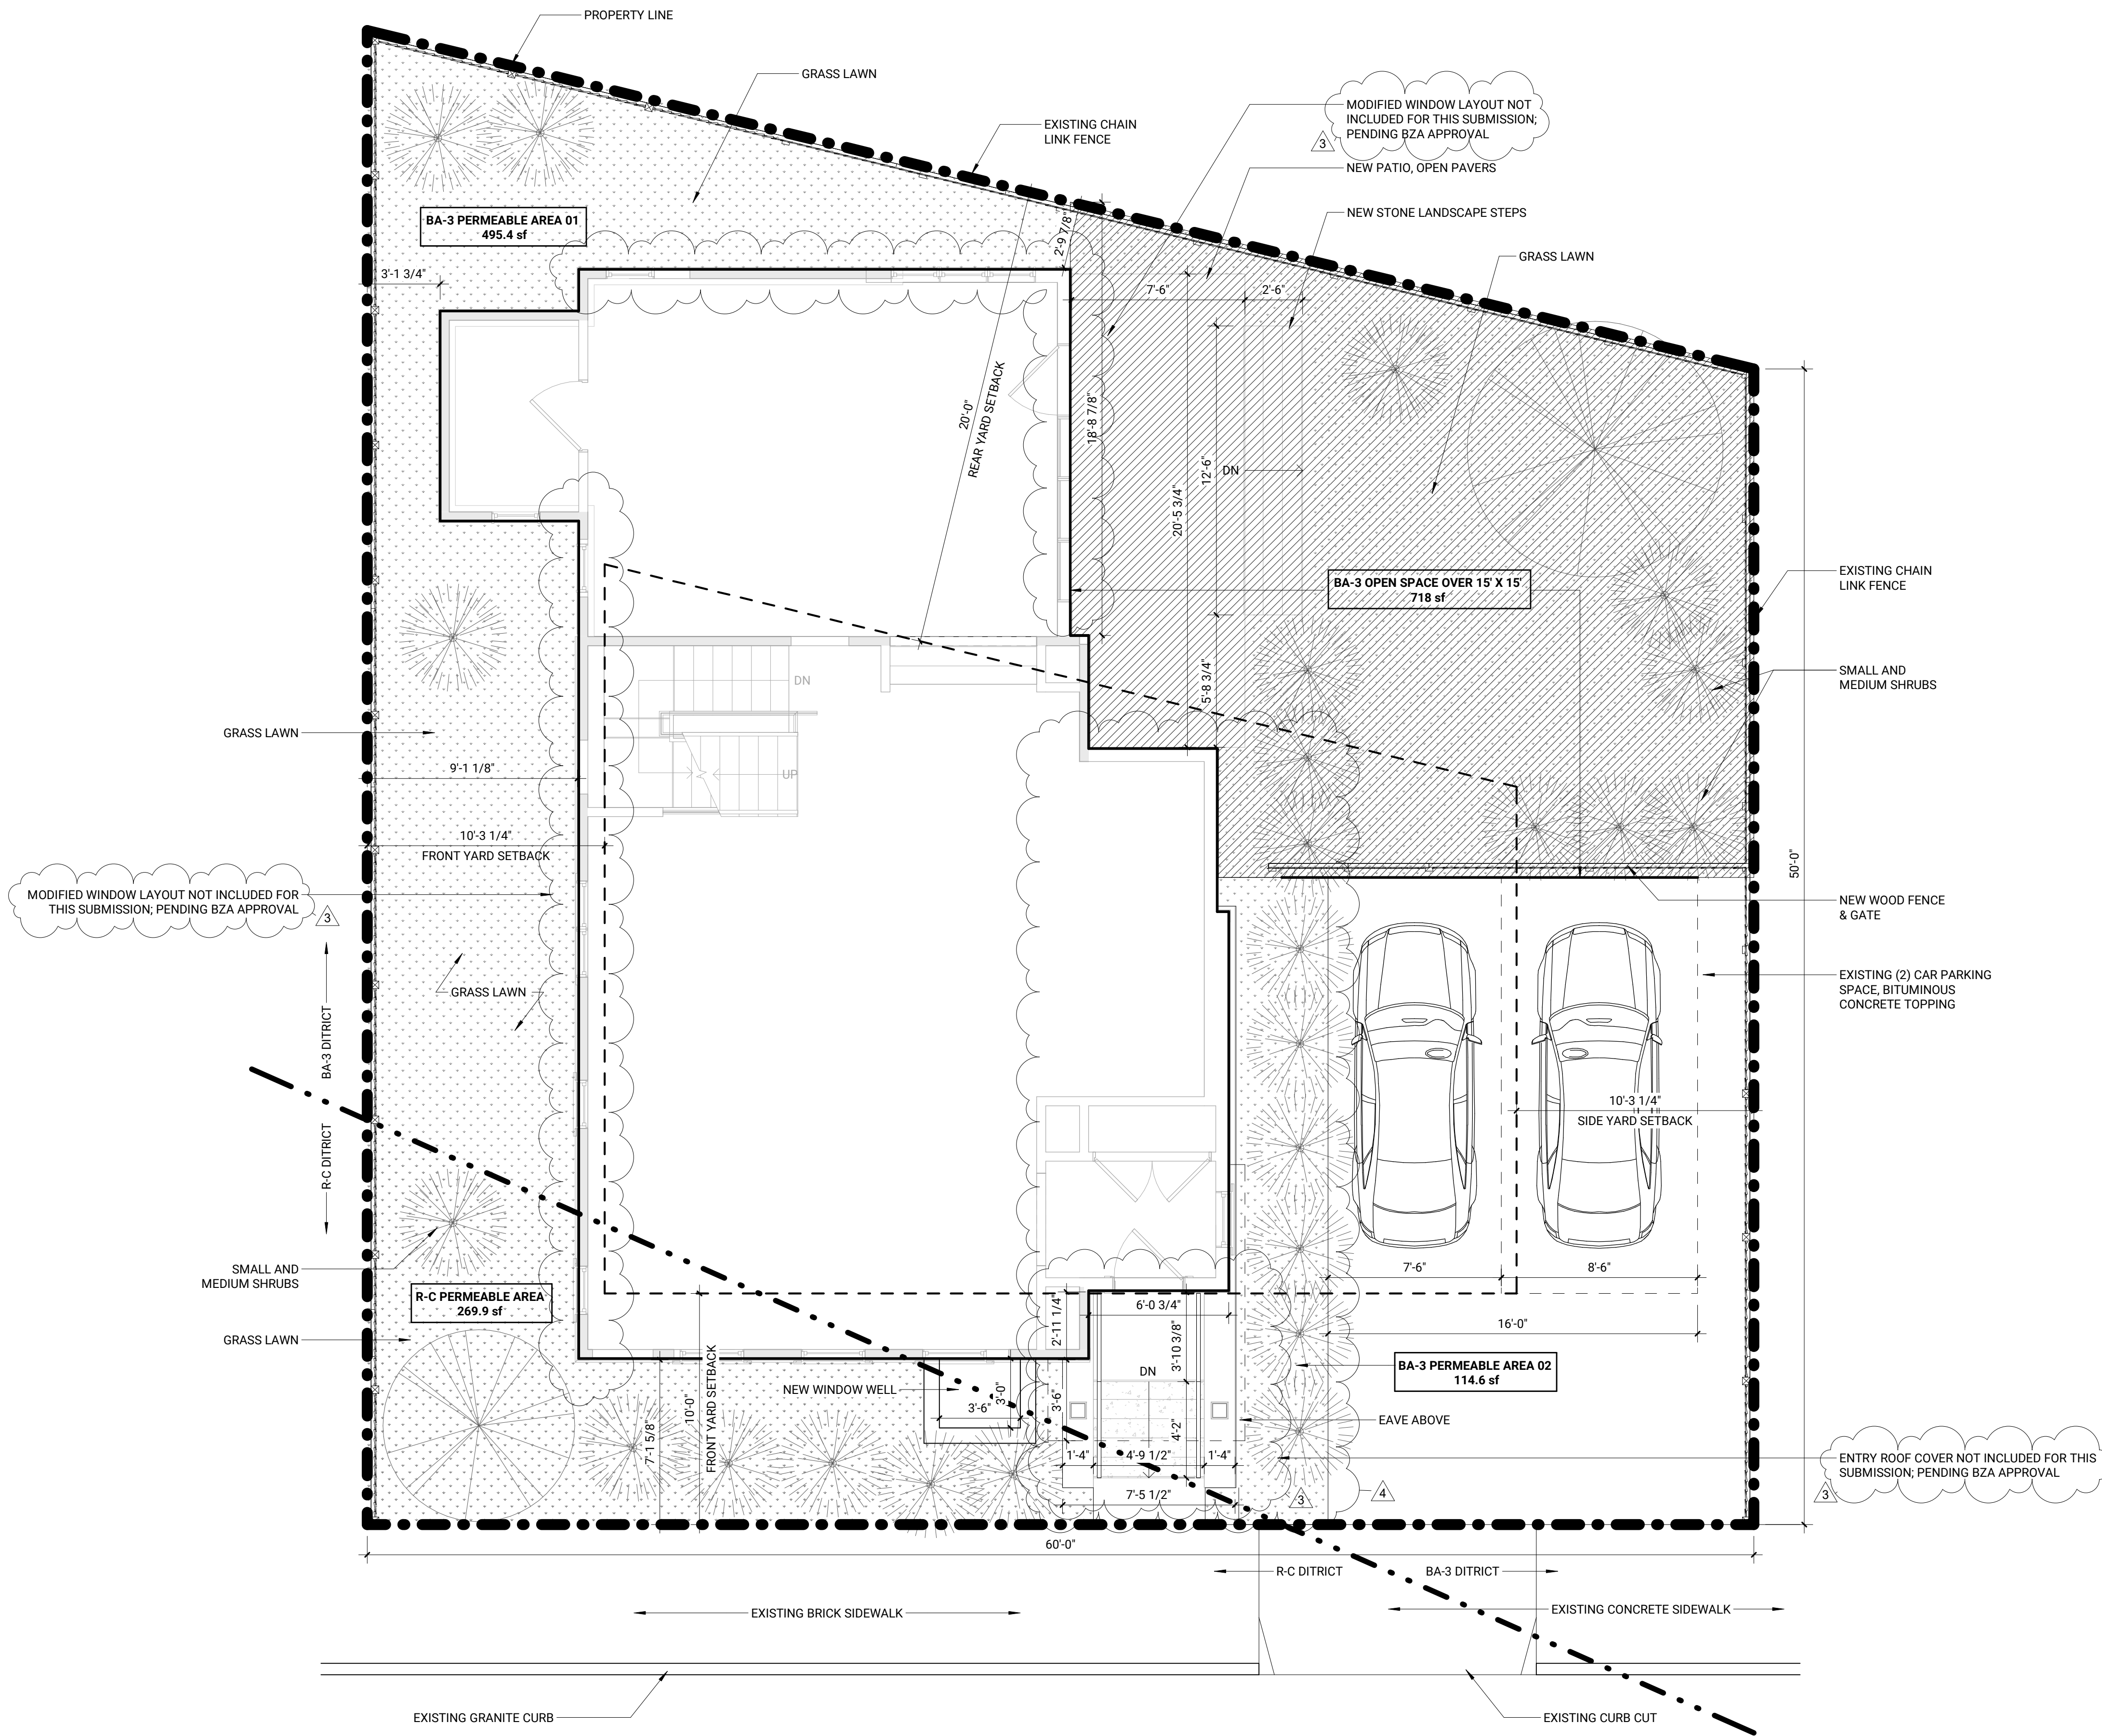 PROPERTY LINE
GRASS LAWN
MODIFIED WINDOW LAYOUT NOT
INCLUDED FOR THIS SUBMISSION;
PENDING BZA APPROVAL
3
EXISTING CHAIN
LINK FENCE
NEW PATIO, OPEN PAVERS
NEW STONE LANDSCAPE STEPS
BA-3 PERMEABLE AREA 01
495.4 sf
2'-9 7/8"
GRASS LAWN
3'-1 3/4"
7'-6"
2'-6"
20'-0"
REAR YARD SETBACK
18'-8 7/8"
12'-6"
DN
20'-5 3/4"
BA-3 OPEN SPACE OVER 15' X 15'
718 sf
EXISTING CHAIN
LINK FENCE
5'-8 3/4"
SMALL AND
MEDIUM SHRUBS
DN
UP
GRASS LAWN
9'-1 1/8"
10'-3 1/4"
FRONT YARD SETBACK
50'-0"
MODIFIED WINDOW LAYOUT NOT INCLUDED FOR
THIS SUBMISSION; PENDING BZA APPROVAL
3
NEW WOOD FENCE
& GATE
EXISTING (2) CAR PARKING
SPACE, BITUMINOUS
CONCRETE TOPPING
GRASS LAWN
BA-3 DITRICT
R-C DITRICT
10'-3 1/4"
SIDE YARD SETBACK
SMALL AND
MEDIUM SHRUBS
7'-6"
8'-6"
R-C PERMEABLE AREA
269.9 sf
6'-0 3/4"
2'-11 1/4"
16'-0"
GRASS LAWN
3'-10 3/8"
BA-3 PERMEABLE AREA 02
114.6 sf
DN
NEW WINDOW WELL
3'-0"
3'-6"
3'-6"
10'-0"
FRONT YARD SETBACK
7'-1 5/8"
EAVE ABOVE
4'-2"
1'-4"
4'-9 1/2"
1'-4"
ENTRY ROOF COVER NOT INCLUDED FOR THIS
SUBMISSION; PENDING BZA APPROVAL
3
7'-5 1/2"
3
4
60'-0"
R-C DITRICT
BA-3 DITRICT
EXISTING BRICK SIDEWALK
EXISTING CONCRETE SIDEWALK
EXISTING GRANITE CURB
EXISTING CURB CUT